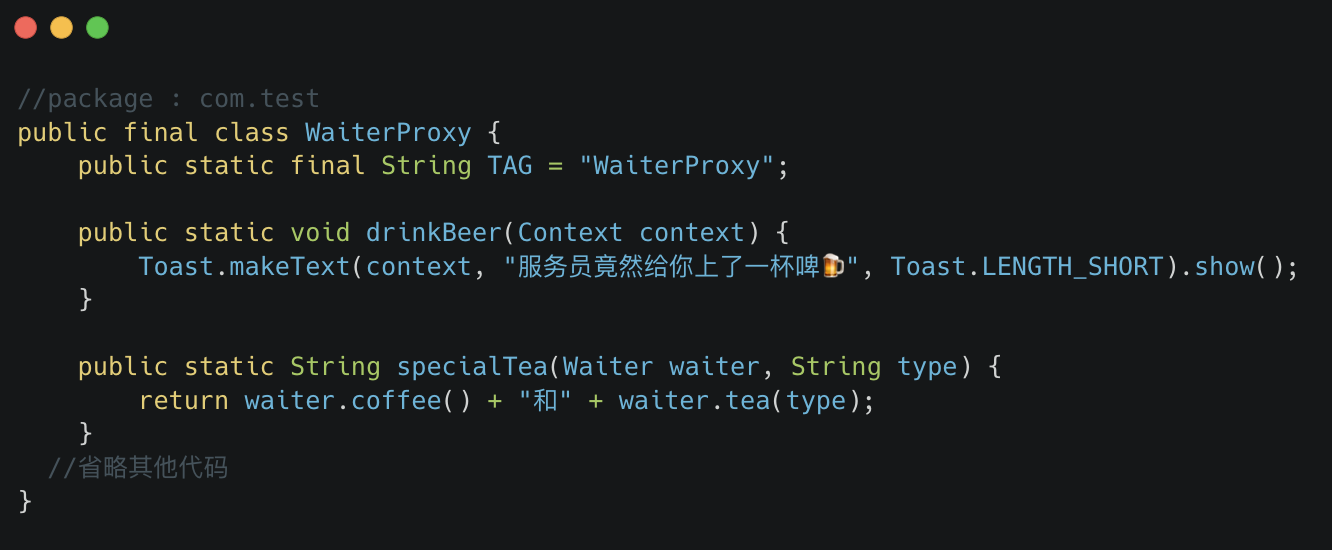 //package : com.test
public final class WaiterProxy {
    public static final String TAG = "WaiterProxy";
    public static void drinkBeer(Context context) {
        Toast.makeText(context, "服务员竟然给你上了一杯啤🍺", Toast.LENGTH_SHORT).show();
    }
    public static String specialTea(Waiter waiter, String type) {
        return waiter.coffee() + "和" + waiter.tea(type);
    }
  //省略其他代码
}